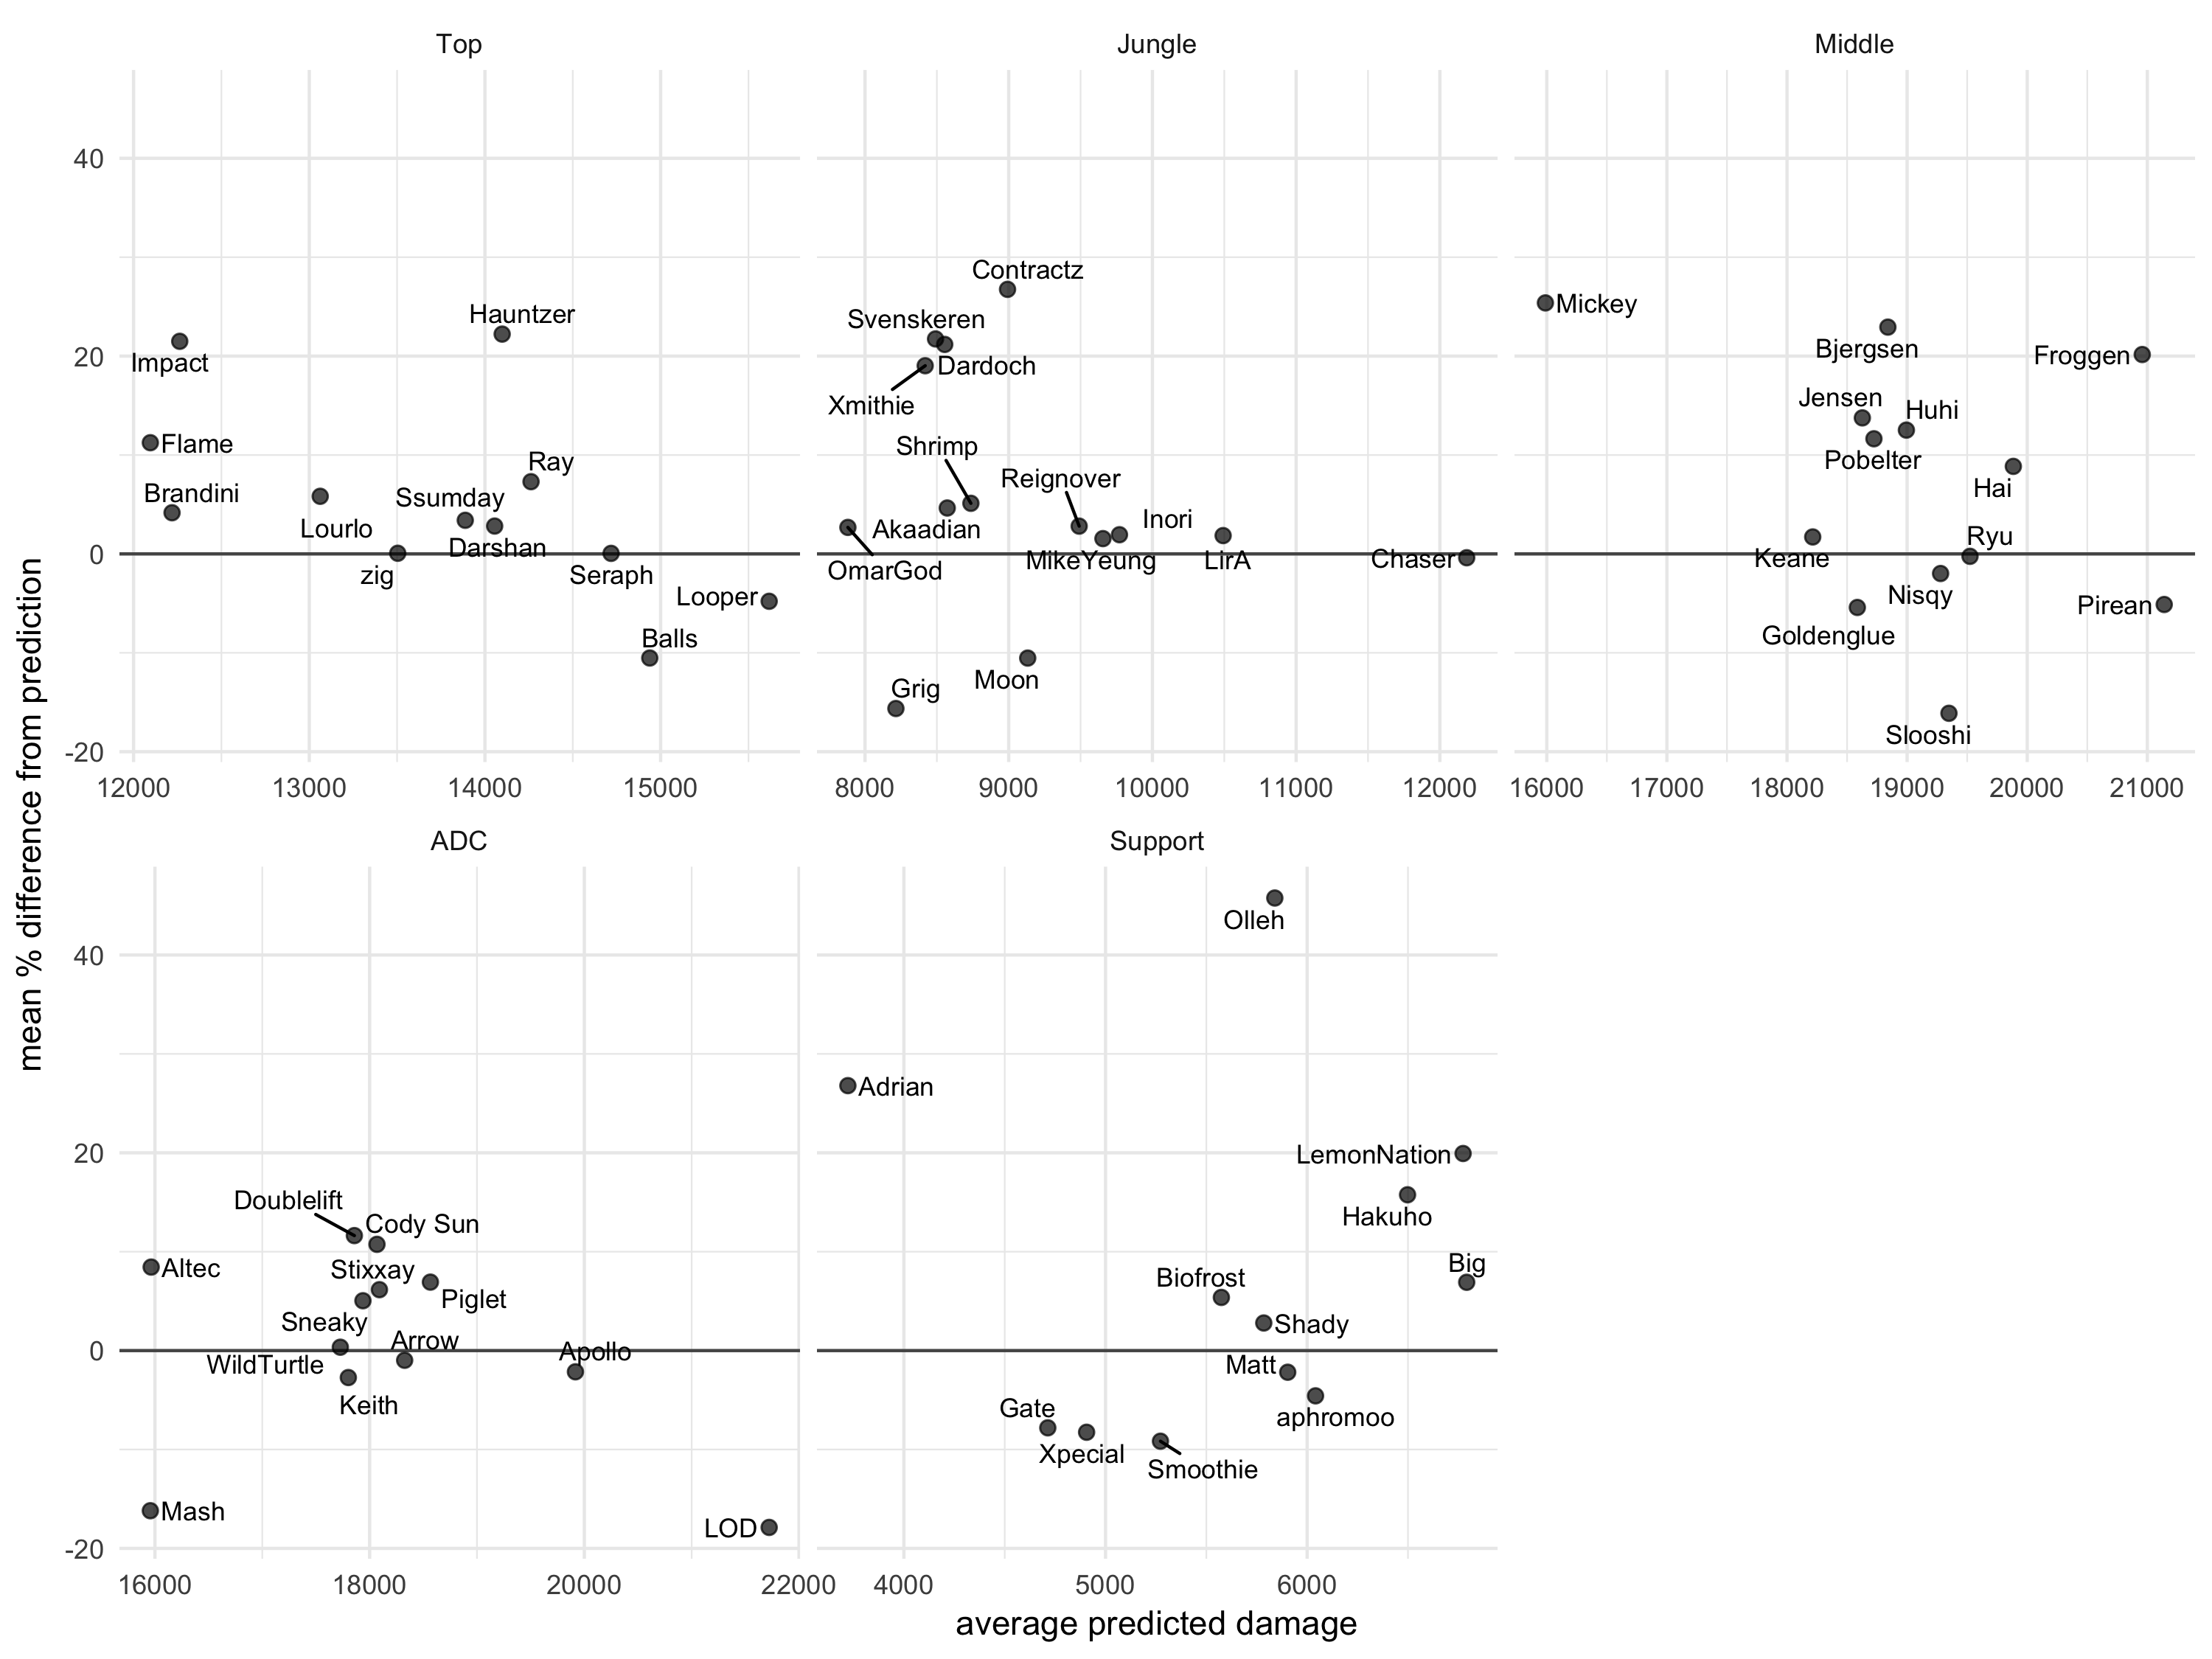 Top
Jungle
Middle
mean % difference from prediction
40
20
0
-20
Hauntzer
Impact
Flame
Brandini
Ray
Ssumday
Lourlo
Darshan
zig
Seraph
Looper
Balls
12000 13000 14000 15000
Contractz
Svenskeren
Dardoch
Xmithie
Shrimp
Reignover
Akaadian
Inori
OmarGod
MikeYeung
LirA
Chaser
Moon
Grig
8000 9000 10000 11000 12000
Mickey
Bjergsen
Froggen
Jensen
Huhi
Pobelter
Hai
Ryu
Keane
Nisqy
Pirean
Goldenglue
Slooshi
16000 17000 18000 19000 20000 21000
ADC
Support
40
20
0
-20
Doublelift
Cody Sun
Altec
Stixxay
Piglet
Sneaky
Arrow
Apollo
WildTurtle
Keith
Mash
LOD
16000 18000 20000 22000
Olleh
Adrian
LemonNation
Hakuho
Big
Biofrost
Shady
Matt
Gate
aphromoo
Xpecial
Smoothie
4000 5000 6000
average predicted damage